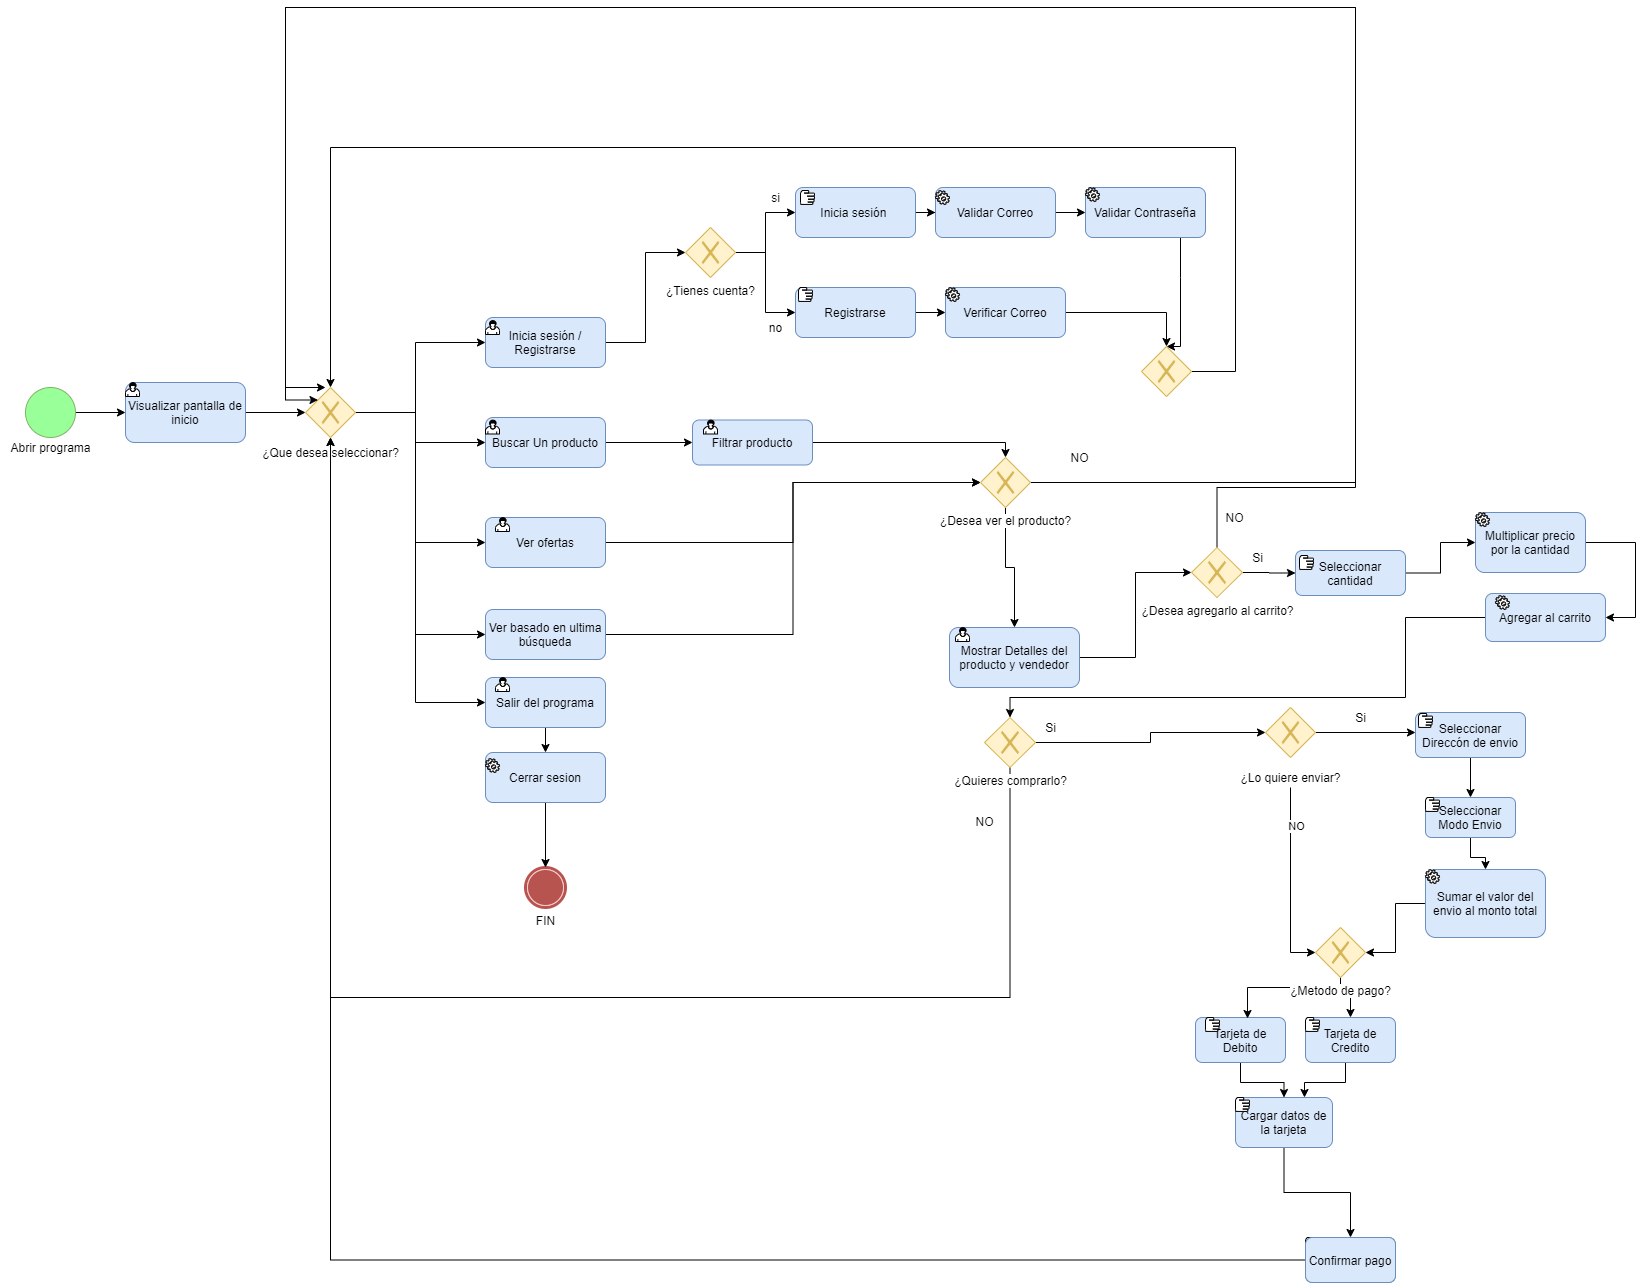 si
Inicia sesión
Validar Correo
Validar Contraseña
¿Tienes cuenta?
Registrarse
Verificar Correo
no
Inicia sesión /
Registrarse
Visualizar pantalla de
inicio
Abrir programa
¿Que desea seleccionar?
Buscar Un producto
Filtrar producto
NO
¿Desea ver el producto?
NO
Ver ofertas
Multiplicar precio
por la cantidad
Si
Seleccionar
cantidad
¿Desea agregarlo al carrito?
Agregar al carrito
Ver basado en ultima
búsqueda
Mostrar Detalles del
producto y vendedor
Salir del programa
Si
Si
Seleccionar
Direccón de envio
¿Quieres comprarlo?
¿Lo quiere enviar?
Cerrar sesion
NO
NO
Seleccionar
Modo Envio
Sumar el valor del
envio al monto total
FIN
¿Metodo de pago?
Tarjeta de
Debito
Tarjeta de
Credito
Cargar datos de
la tarjeta
Confirmar pago